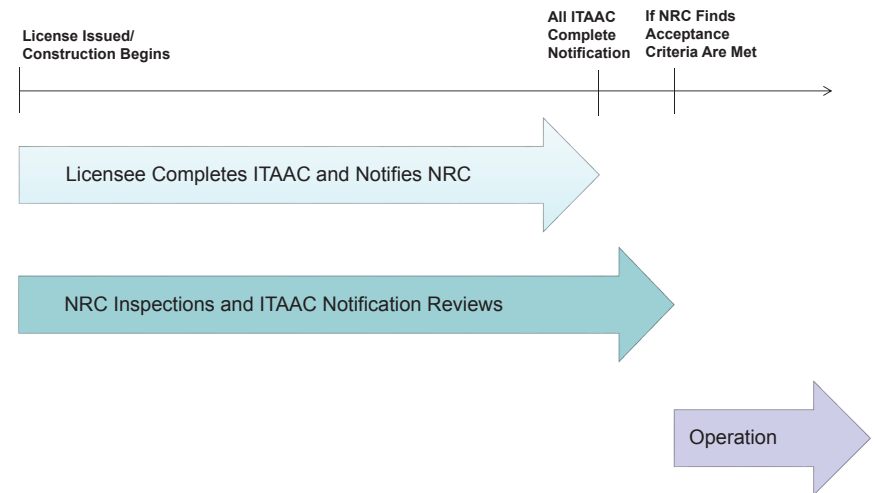 License Issued/
Construction Begins
All ITAAC
Complete
Notification
If NRC Finds
Acceptance
Criteria Are Met
Licensee Completes ITAAC and Notifies NRC
NRC Inspections and ITAAC Notification Reviews
Operation